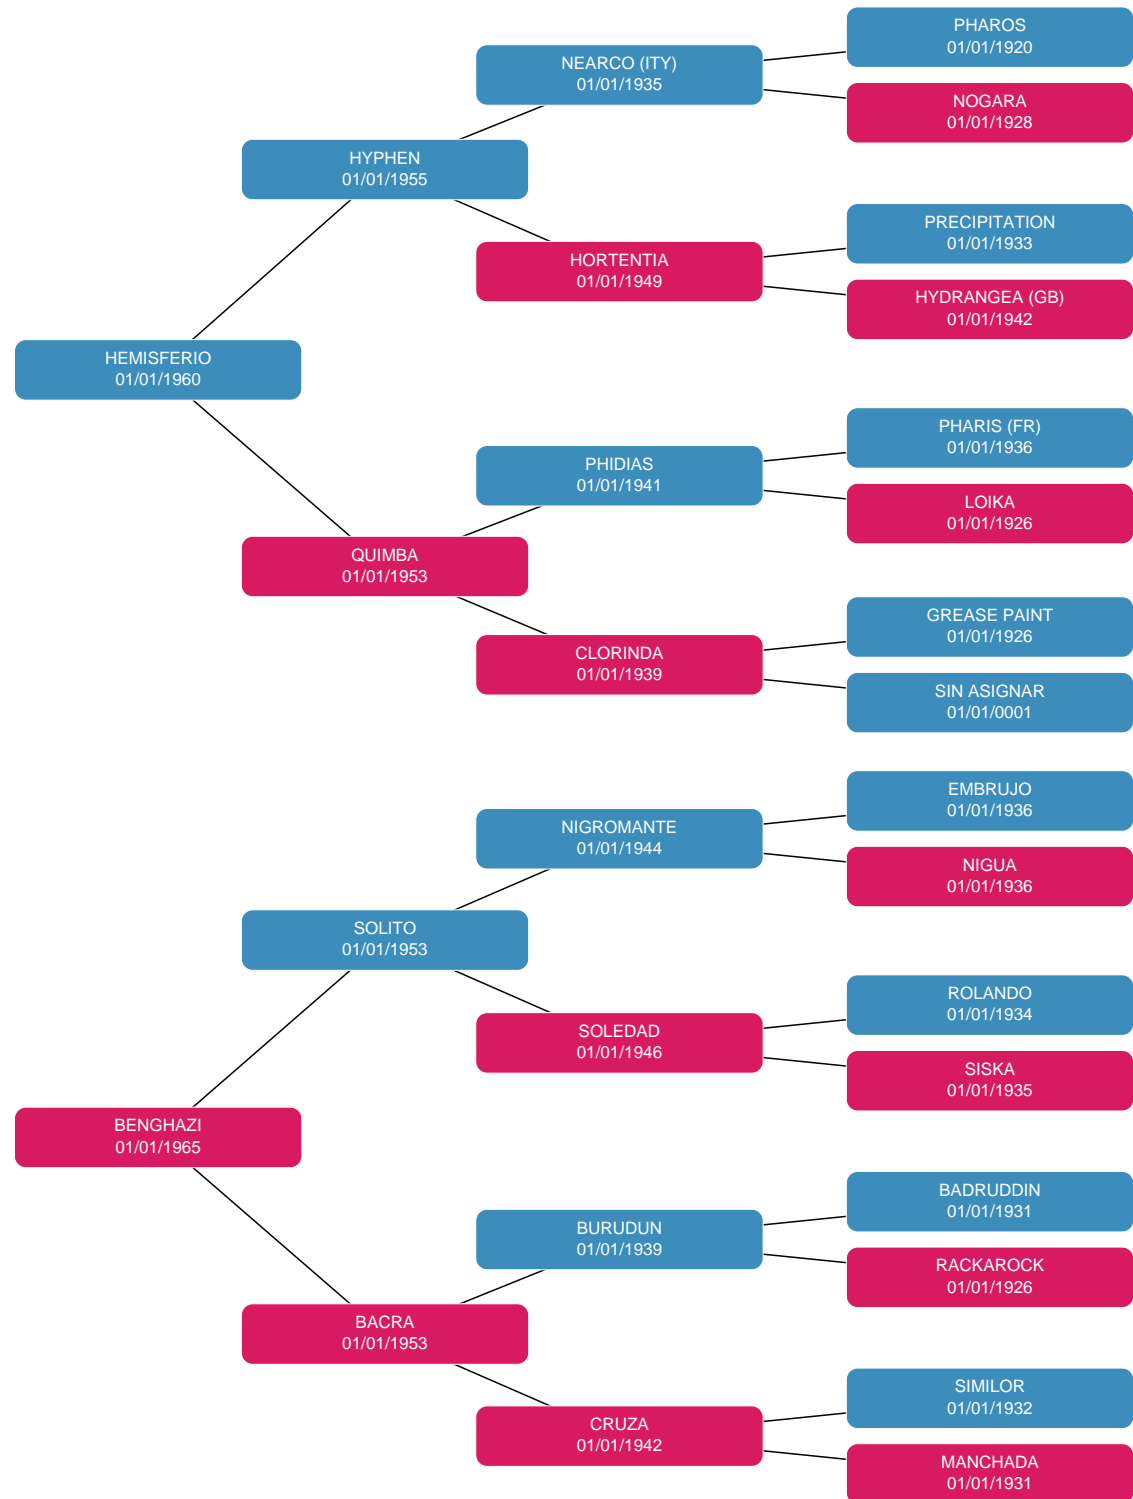 PHAROS
01/01/1920
NEARCO (ITY)
01/01/1935
NOGARA
01/01/1928
HYPHEN
01/01/1955
PRECIPITATION
01/01/1933
HORTENTIA
01/01/1949
HYDRANGEA (GB)
01/01/1942
HEMISFERIO
01/01/1960
PHARIS (FR)
01/01/1936
PHIDIAS
01/01/1941
LOIKA
01/01/1926
QUIMBA
01/01/1953
GREASE PAINT
01/01/1926
CLORINDA
01/01/1939
SIN ASIGNAR
01/01/0001
EMBRUJO
01/01/1936
NIGROMANTE
01/01/1944
NIGUA
01/01/1936
SOLITO
01/01/1953
ROLANDO
01/01/1934
SOLEDAD
01/01/1946
SISKA
01/01/1935
BENGHAZI
01/01/1965
BADRUDDIN
01/01/1931
BURUDUN
01/01/1939
RACKAROCK
01/01/1926
BACRA
01/01/1953
SIMILOR
01/01/1932
CRUZA
01/01/1942
MANCHADA
01/01/1931